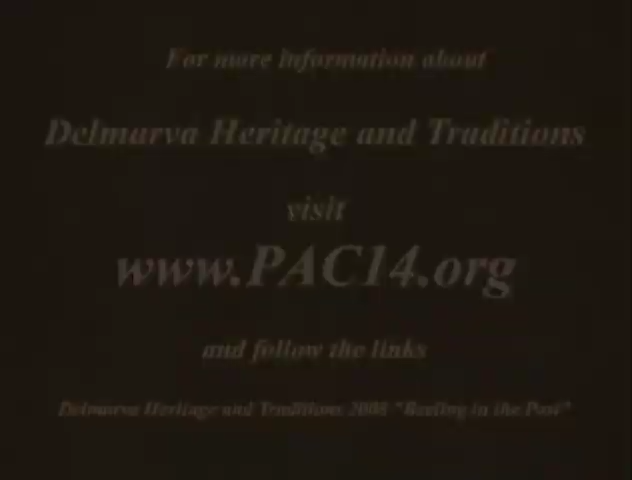 For more information about
Delmarva Heritage and Traditions
visit
www.PAC14.org
and follow the links
Delmarva Heritage and Traditions 2008 "Reeling in the Past"